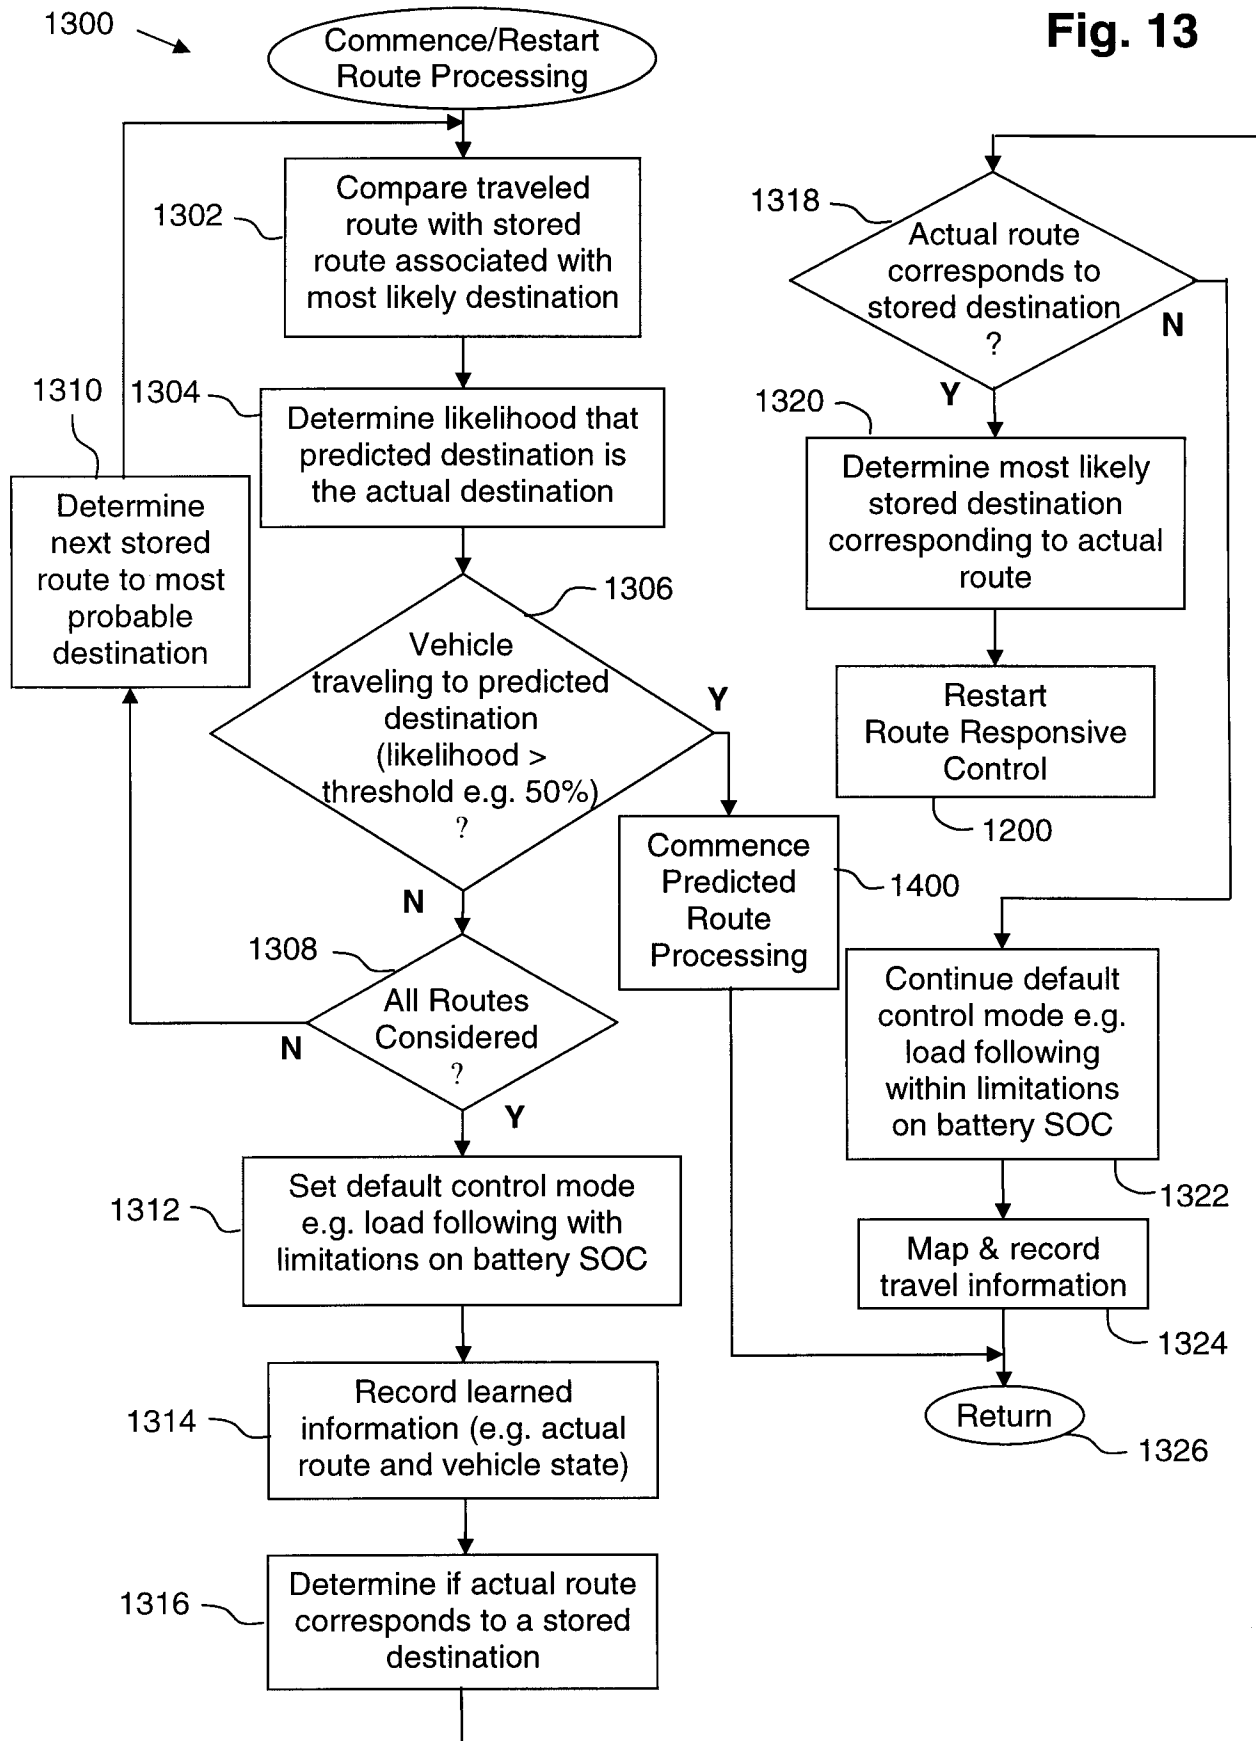 1300
Commence/Restart
Route Processing
Fig. 13
1302
Compare traveled
route with stored
route associated with
most likely destination
1304
Determine likelihood that
predicted destination is
the actual destination
1310
Determine
next stored
route to most
probable
destination
1306
Vehicle
traveling to predicted
destination
(likelihood >
threshold e.g. 50%)
?
Y
N
1308
All Routes
Considered
?
N
Y
Commence
Predicted
Route
Processing
1400
1312
Set default control mode
e.g. load following with
limitations on battery SOC
1314
Record learned
information (e.g. actual
route and vehicle state)
1316
Determine if actual route
corresponds to a stored
destination
1318
Actual route
corresponds to
stored destination
?
N
Y
1320
Determine most likely
stored destination
corresponding to actual
route
Restart
Route Responsive
Control
1200
Continue default
control mode e.g.
load following
within limitations
on battery SOC
1322
Map & record
travel information
1324
Return
1326